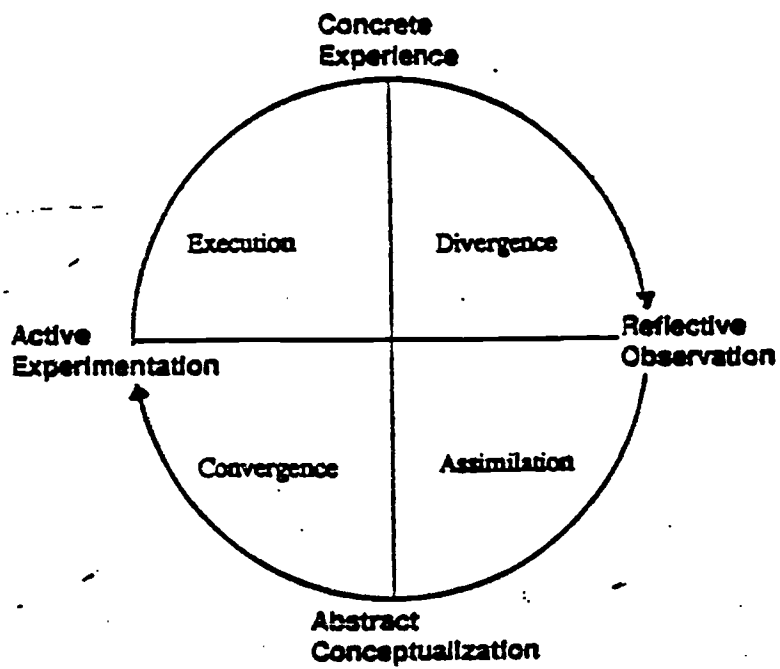 Concrete
Experience
Execution
Divergence
Active
Experimentation
Reflective
Observation
Convergence
Assimilation
Abstract
Conceptualization